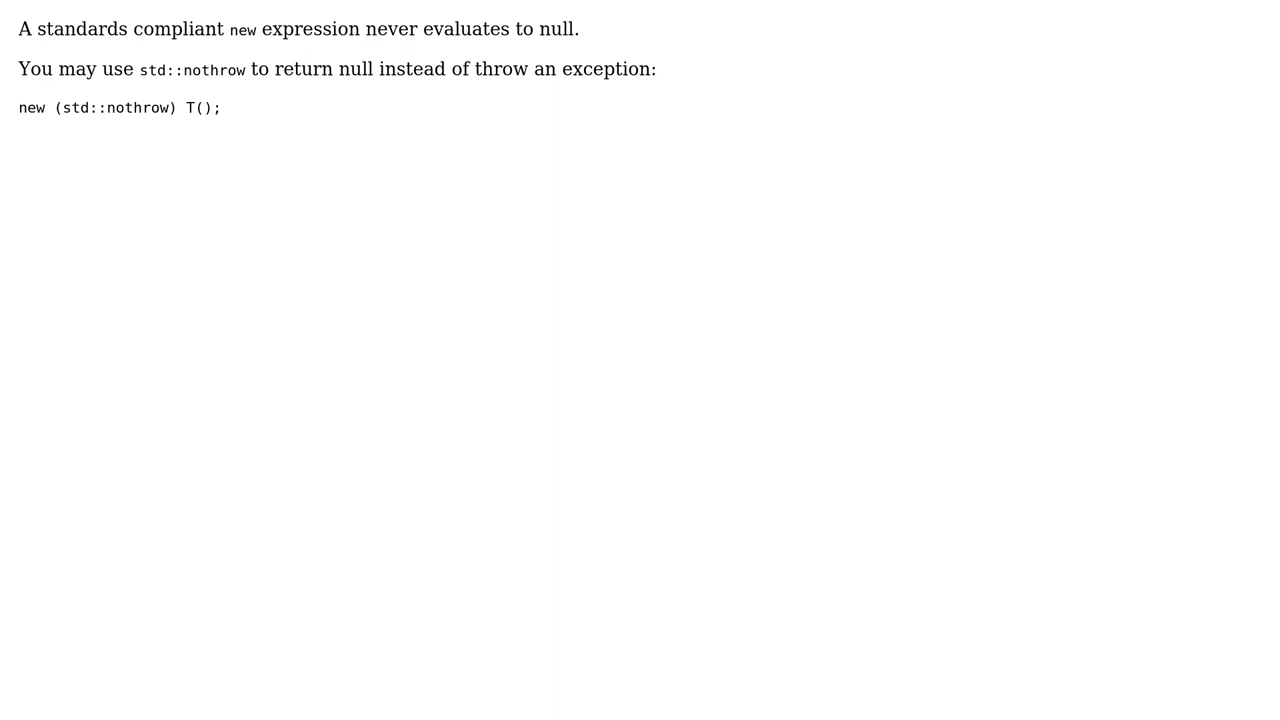 A standards compliant new expression never evaluates to null.
You may use std::nothrow to return null instead of throw an exception:
new (std::nothrow) T();